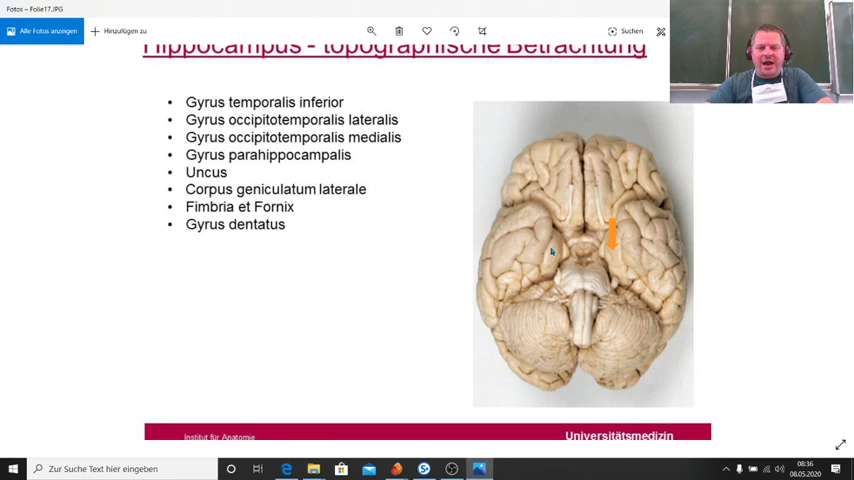 Fotos – Folie17.JPG
Alle Fotos anzeigen
Hinzufügen zu
Suchen
Hippocampus - topographische Betrachtung
• Gyrus temporalis inferior
• Gyrus occipitotemporalis lateralis
• Gyrus occipitotemporalis medialis
• Gyrus parahippocampalis
• Uncus
• Corpus geniculatum laterale
• Fimbria et Fornix
• Gyrus dentatus
Institut für Anatomie
Universitätsmedizin
Zur Suche Text hier eingeben
08:36
08.05.2020